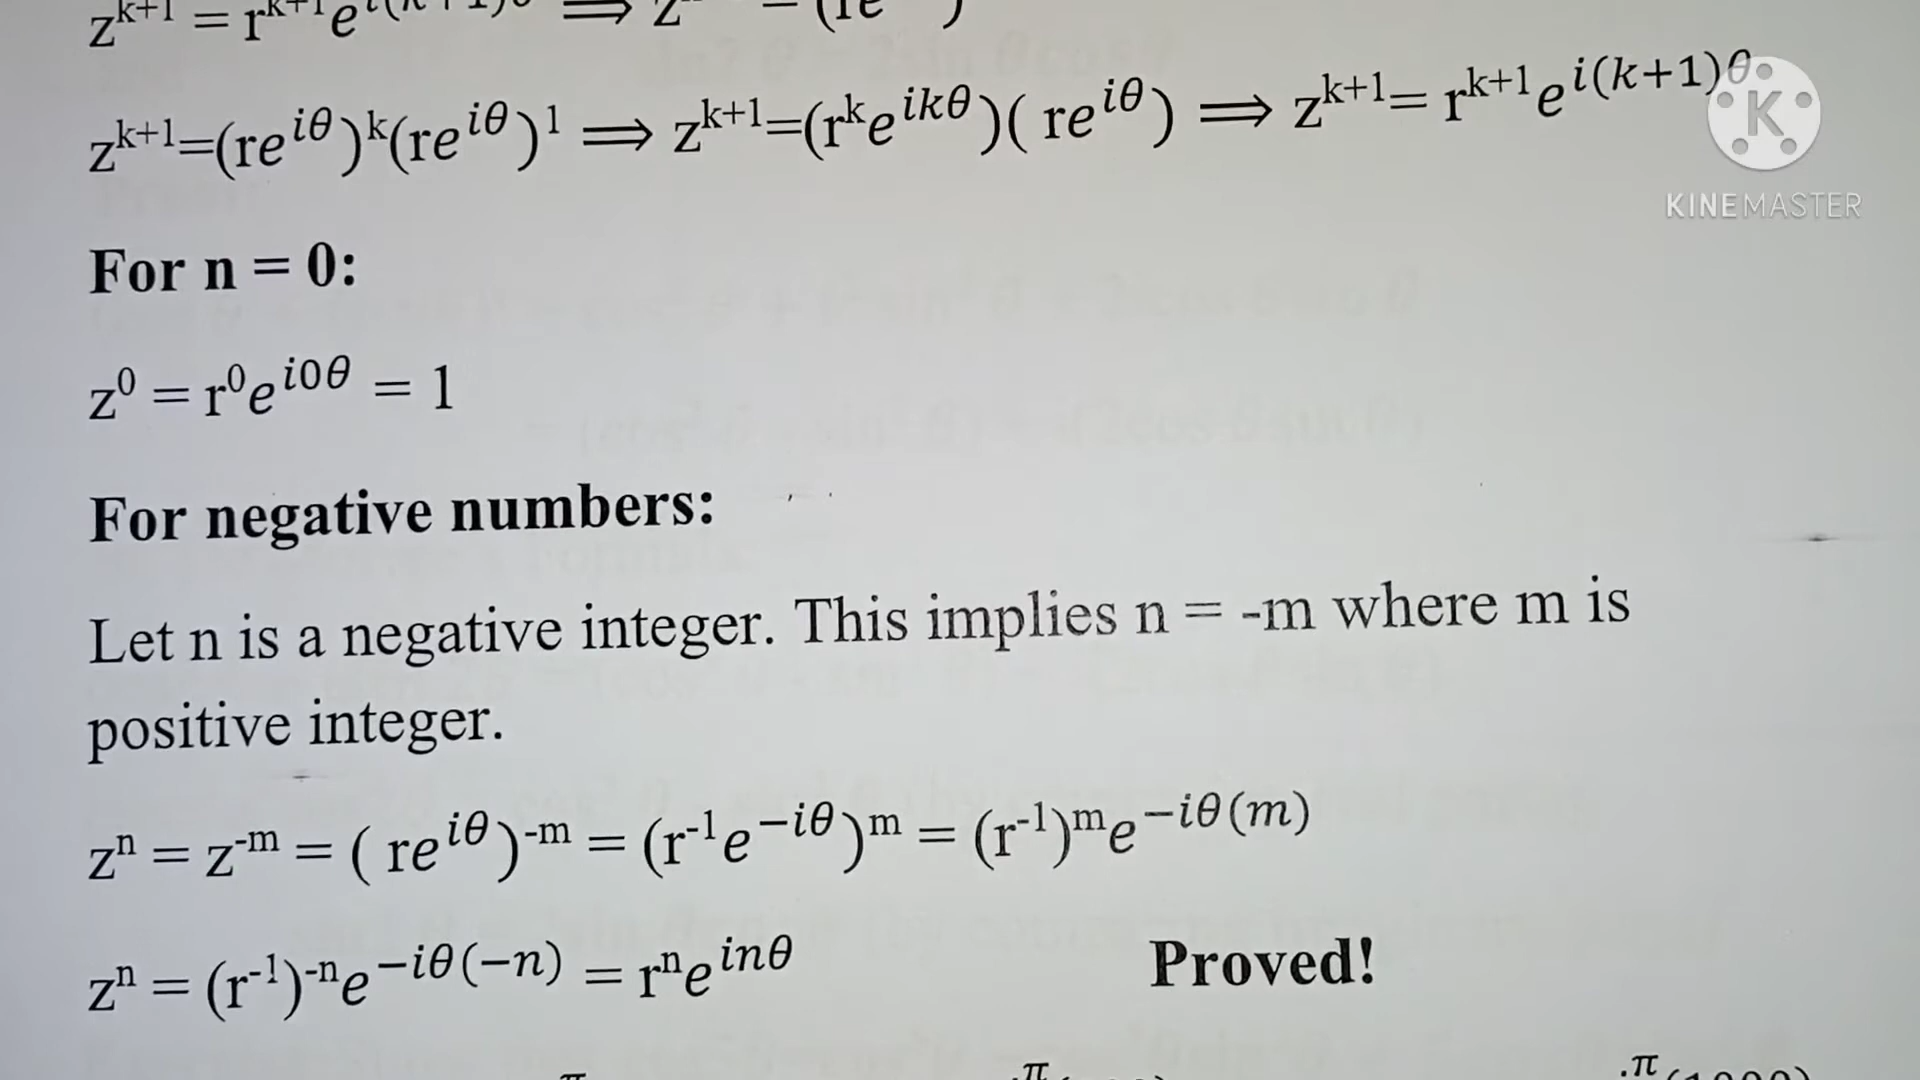 z^{k+1} = r^{k+1}e
z^{k+1}=(re^{iθ})^k(re^{iθ})^1 ⟹ z^{k+1}=(r^k e^{ikθ})( re^{iθ}) ⟹ z^{k+1}= r^{k+1}e^{i(k+1)θ}
K
KINEMASTER
For n = 0:
z^0 = r^0e^{i0θ} = 1
For negative numbers:
Let n is a negative integer. This implies n = -m where m is
positive integer.
z^n = z^{-m} = ( re^{iθ})^{-m} = (r^{-1}e^{-iθ})^m = (r^{-1})^m e^{-iθ(m)}
z^n = (r^{-1})^{-n}e^{-iθ(-n)} = r^n e^{inθ} Proved!